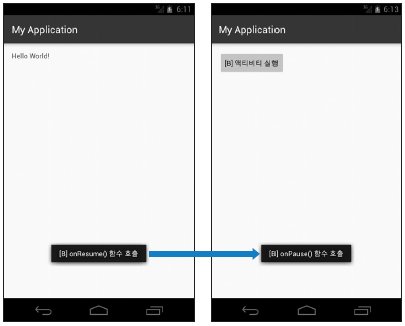 6:11
My Application
Hello World!
[B] onResume() 함수 호출
6:13
My Application
[B] 액티비티 실행
[B] onPause() 함수 호출